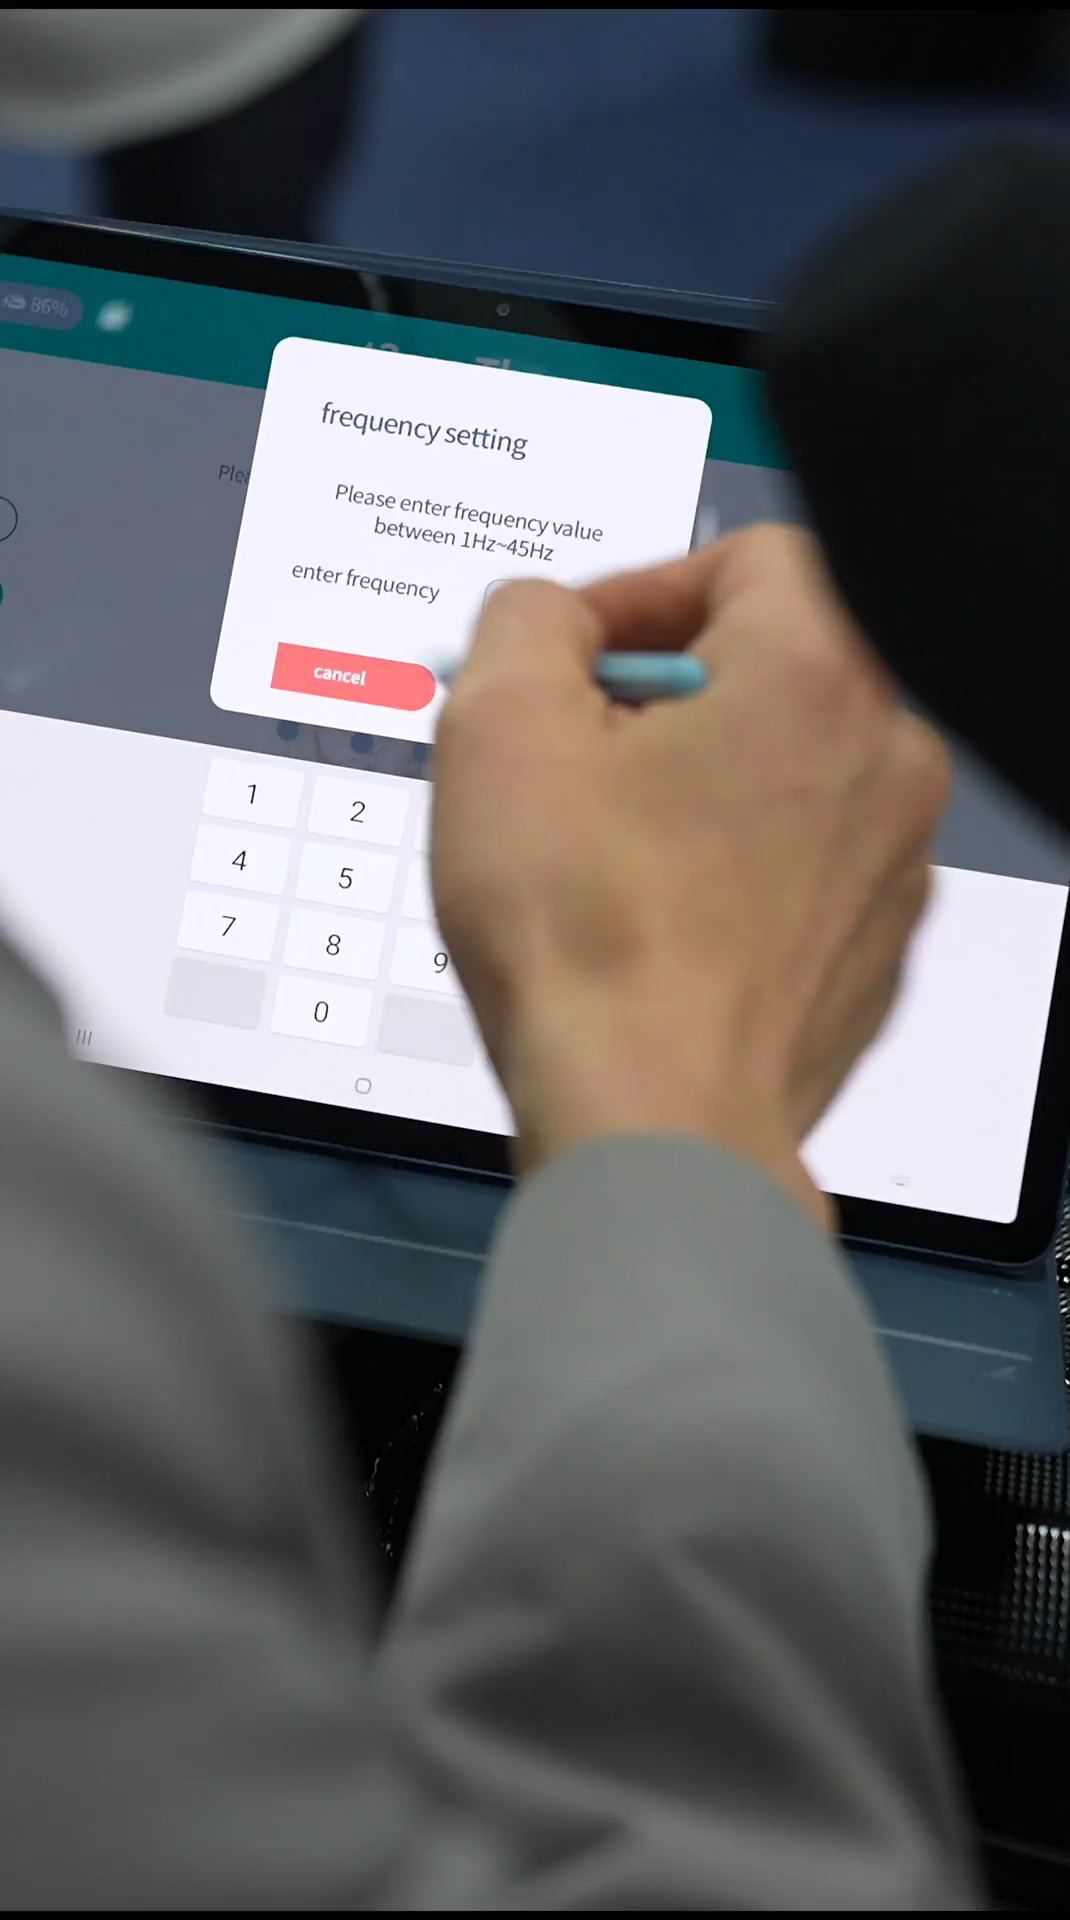 86%
frequency setting
Please enter frequency value
between 1Hz~45Hz
enter frequency
cancel
1
2
4
5
7
8
9
0